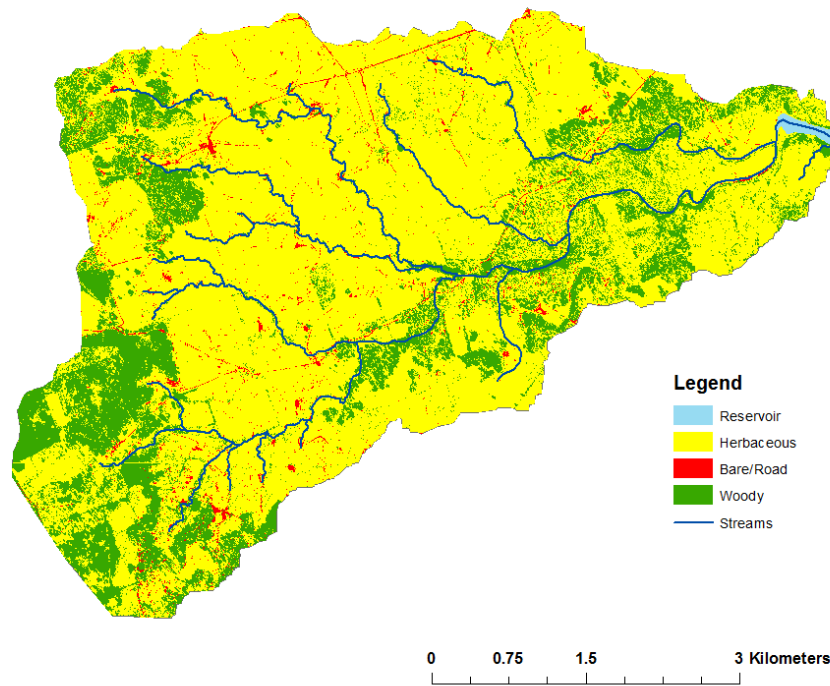 Legend
Reservoir
Herbaceous
Bare/Road
Woody
Streams
0 0.75 1.5 3 Kilometers